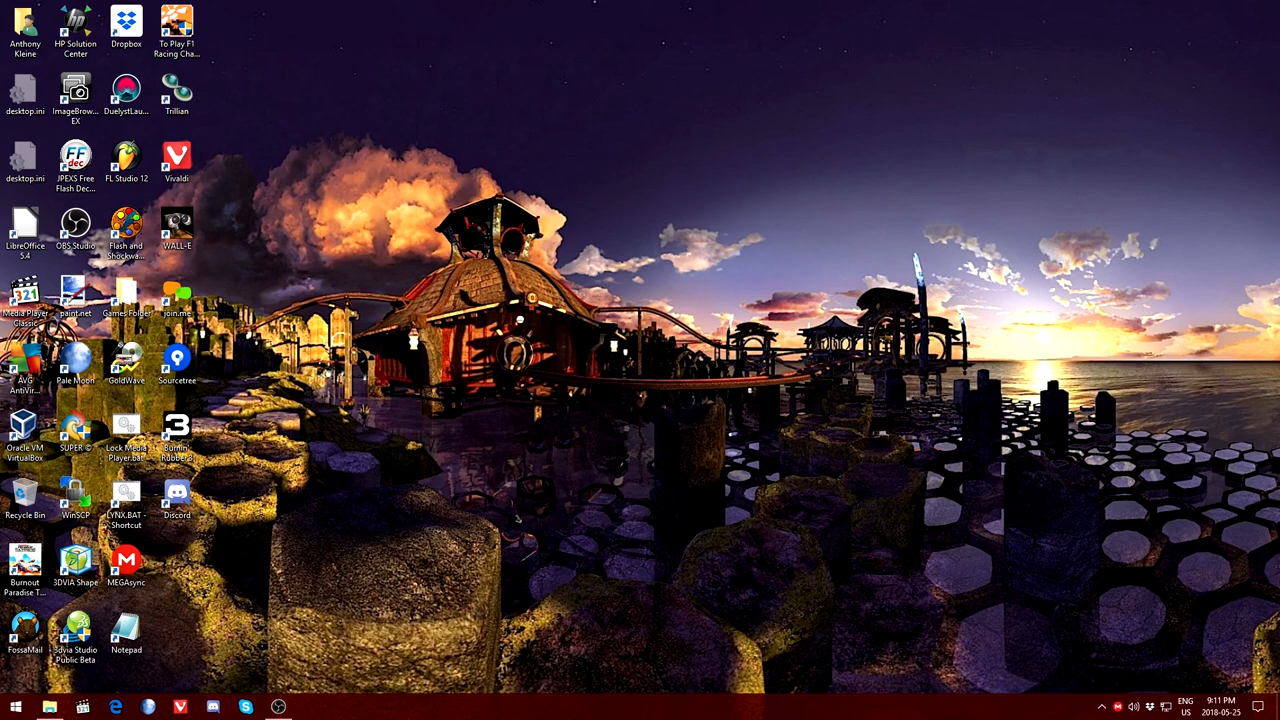 Anthony
Kleine
HP Solution
Center
Dropbox
To Play F1
Racing Cha...
desktop.ini
ImageBrow...
EX
DuelystLau...
Trillian
desktop.ini
FF
dec
JPEXS Free
Flash Dec...
FL Studio 12
Vivaldi
LibreOffice
5.4
OBS Studio
Flash and
Shockwa...
WALL-E
321
Media Player
Classic
paint.net
Games Folder
join.me
AVG
AntiVir...
Pale Moon
GoldWave
Sourcetree
Oracle VM
VirtualBox
SUPER ©
Lock Media
Player.bat
3
Burnin'
Rubber 3
Recycle Bin
WinSCP
LYNX.BAT -
Shortcut
Discord
Burnout
Paradise T...
3DVIA Shape
MEGAsync
FossaMail
3dvia Studio
Public Beta
Notepad
ENG
US
9:11 PM
2018-05-25